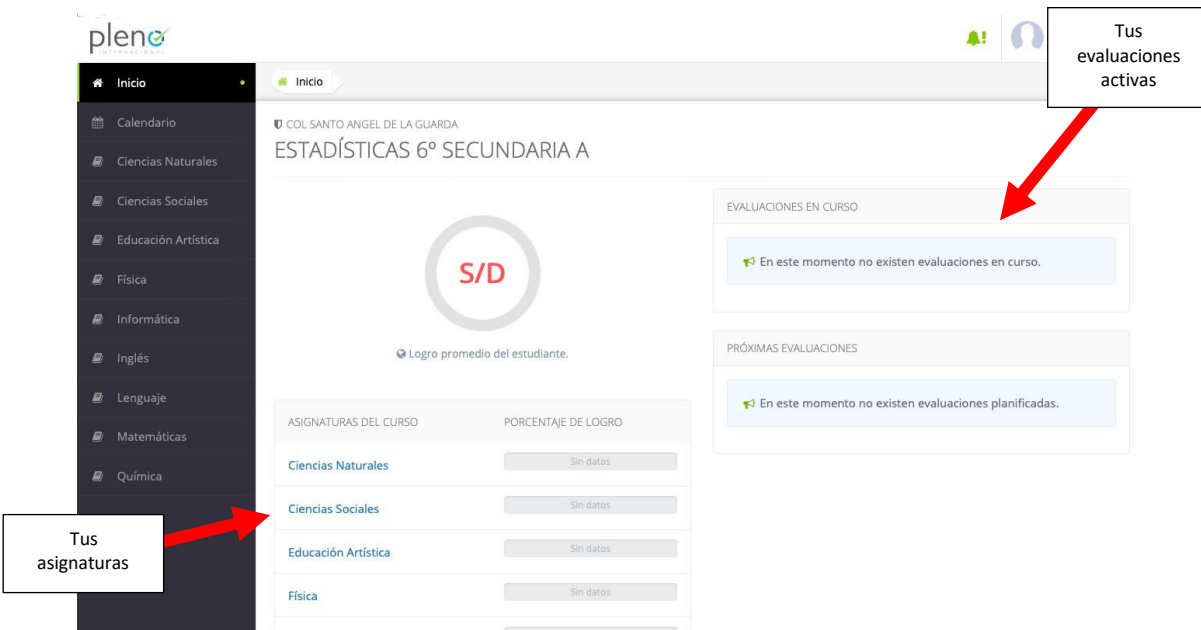 pleno
INTERNACIONAL
Tus
evaluaciones
activas
Inicio
Calendario
Ciencias Naturales
Ciencias Sociales
Educación Artística
Física
Informática
Inglés
Lenguaje
Matemáticas
Química
Inicio
COL SANTO ANGEL DE LA GUARDA
ESTADÍSTICAS 6º SECUNDARIA A
S/D
Logro promedio del estudiante.
EVALUACIONES EN CURSO
En este momento no existen evaluaciones en curso.
PRÓXIMAS EVALUACIONES
En este momento no existen evaluaciones planificadas.
ASIGNATURAS DEL CURSO PORCENTAJE DE LOGRO
Ciencias Naturales Sin datos
Ciencias Sociales Sin datos
Educación Artística Sin datos
Física Sin datos
Tus
asignaturas